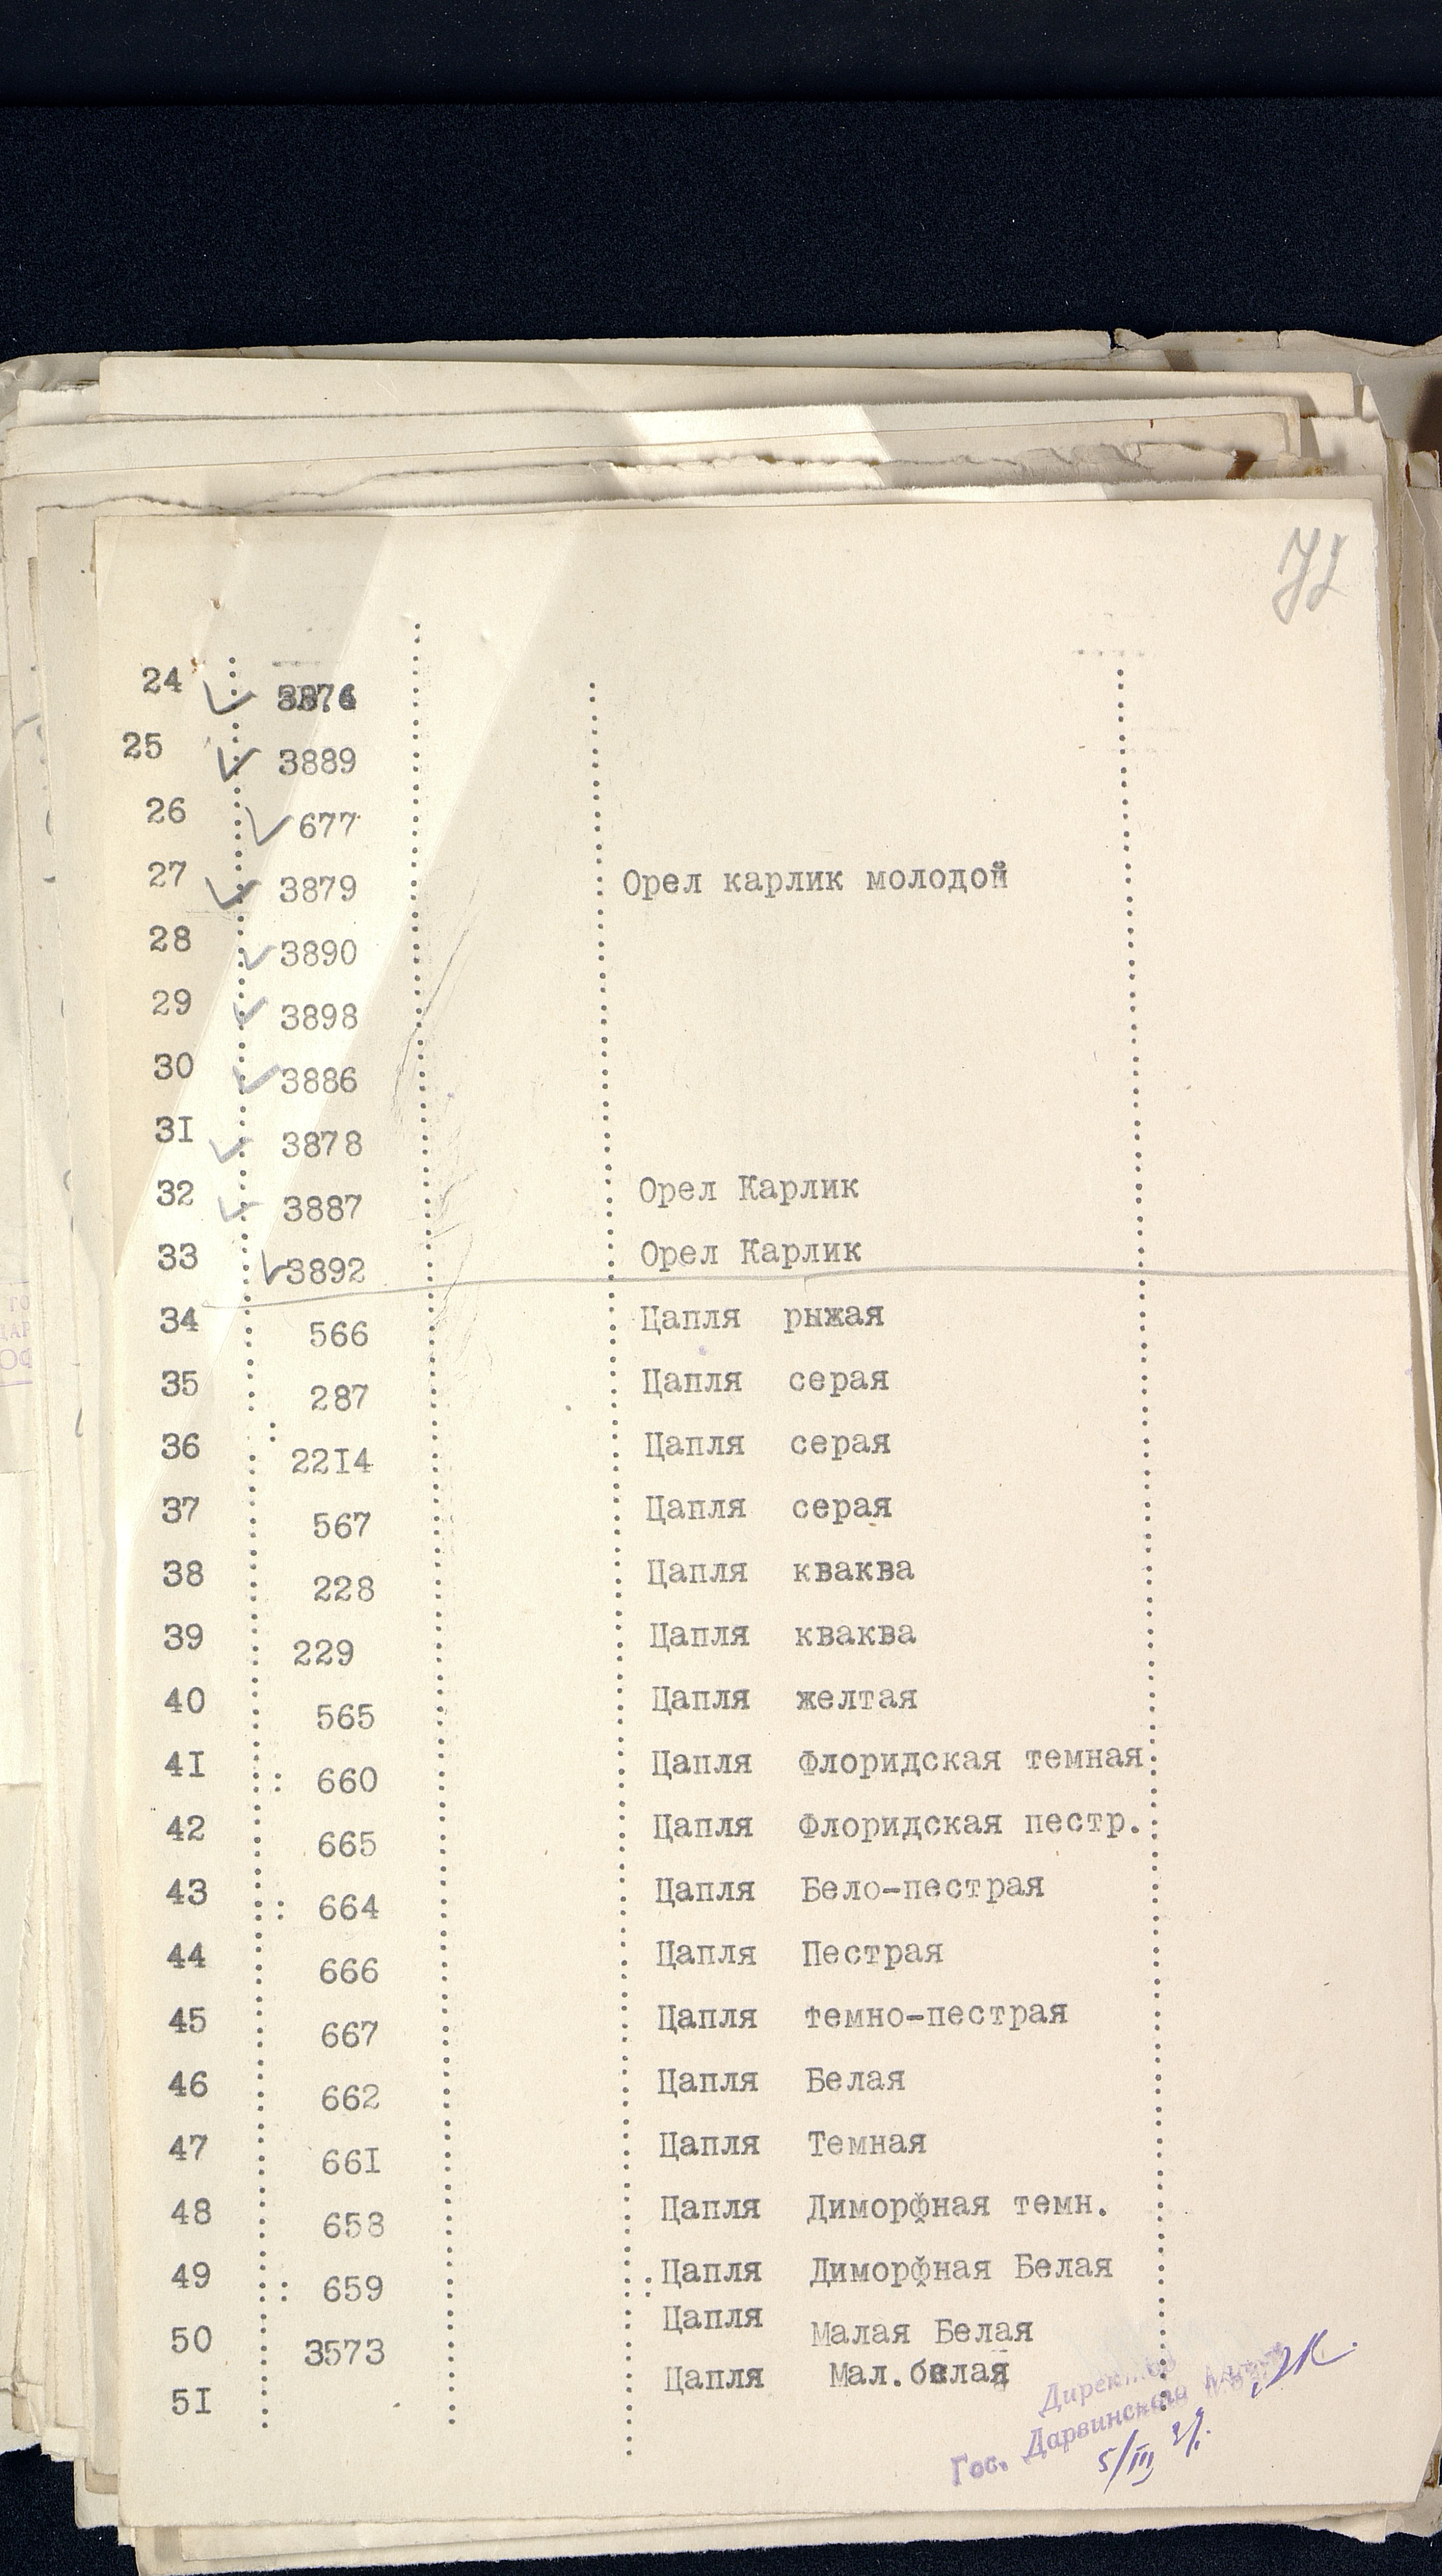 72
24 3876
25 3889
26 677
27 3879 Орел карлик молодой
28 3890
29 3898
30 3886
31 3878
32 3887 Орел Карлик
33 3892 Орел Карлик
34 566 Цапля рыжая
35 287 Цапля серая
36 2214 Цапля серая
37 567 Цапля серая
38 228 Цапля кваква
39 229 Цапля кваква
40 565 Цапля желтая
41 660 Цапля Флоридская темная
42 665 Цапля Флоридская пестр.
43 664 Цапля Бело-пестрая
44 666 Цапля Пестрая
45 667 Цапля темно-пестрая
46 662 Цапля Белая
47 661 Цапля Темная
48 658 Цапля Диморфная темн.
49 659 Цапля Диморфная Белая
50 3573 Цапля Малая Белая
51 Цапля Мал.белая
Гос. Дарвинского
5/III